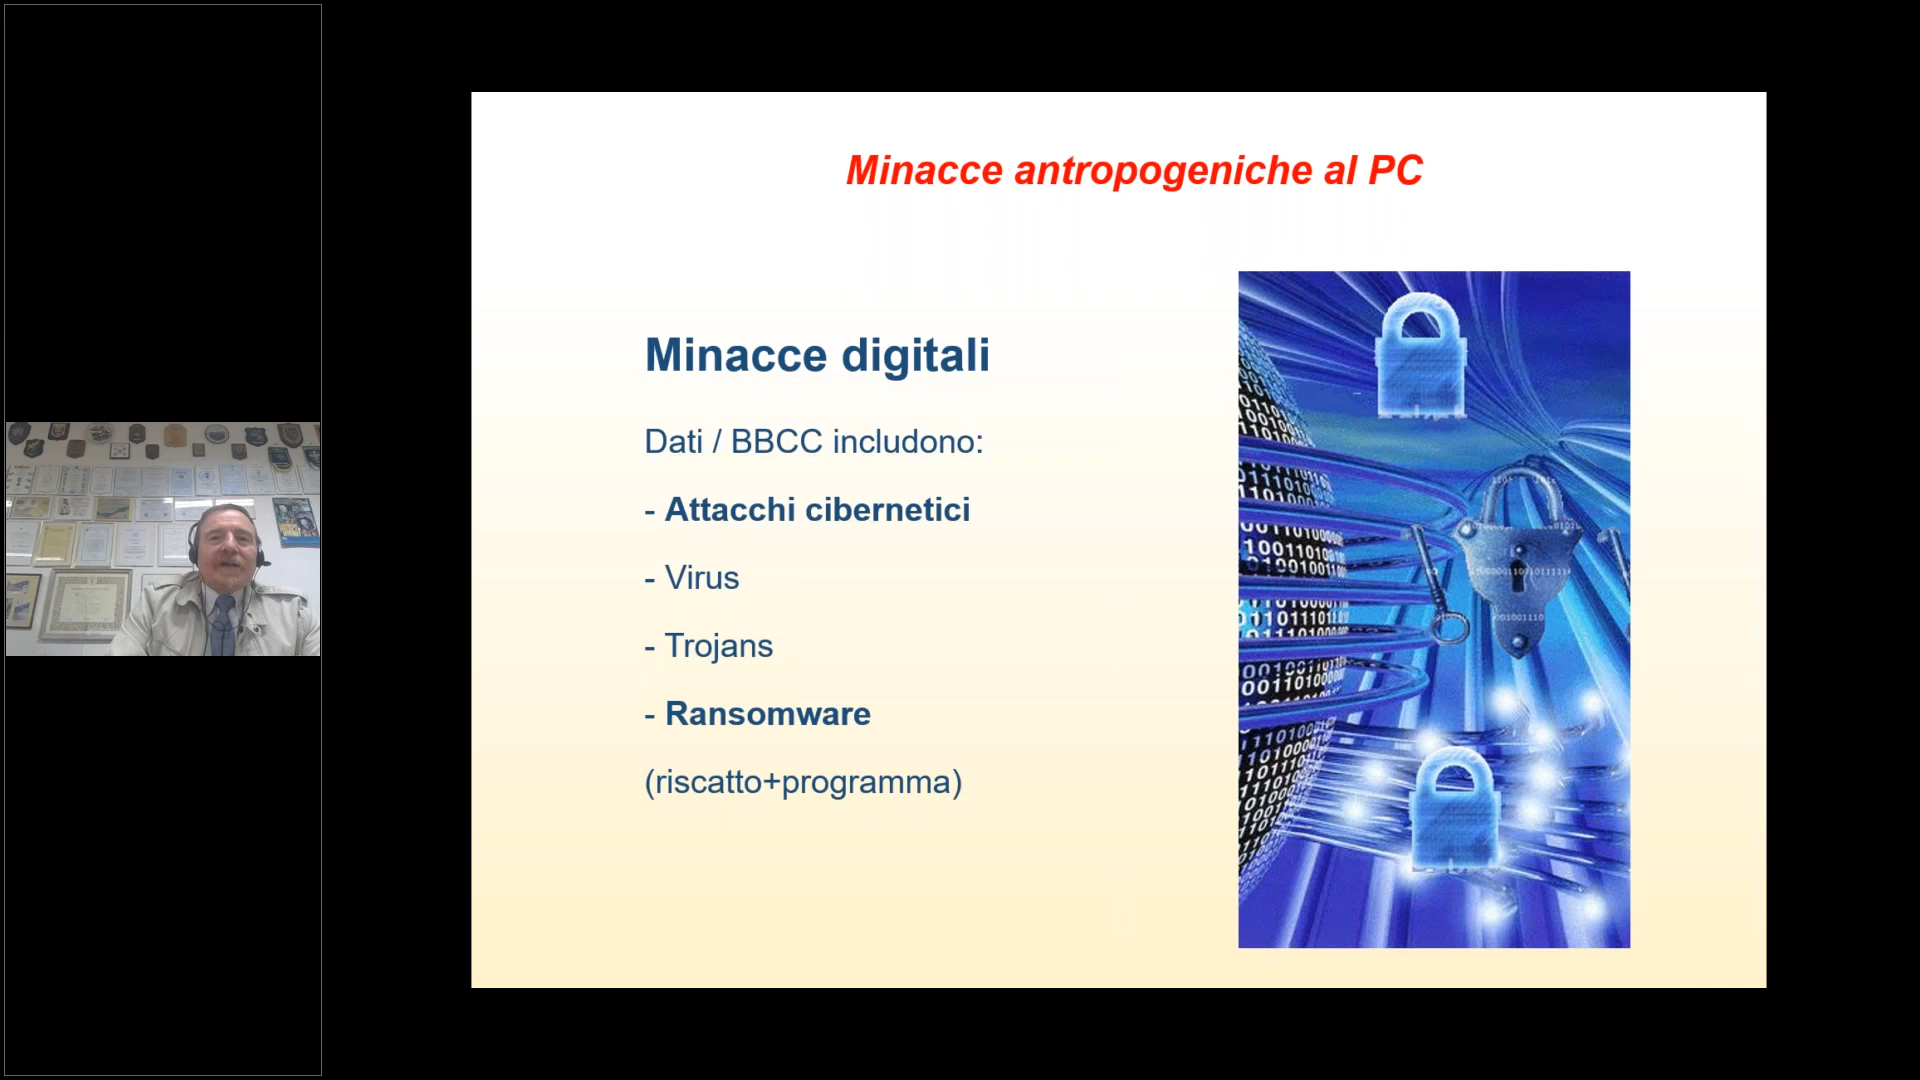 Minacce antropogeniche al PC
Minacce digitali
Dati / BBCC includono:
- Attacchi cibernetici
- Virus
- Trojans
- Ransomware
(riscatto+programma)